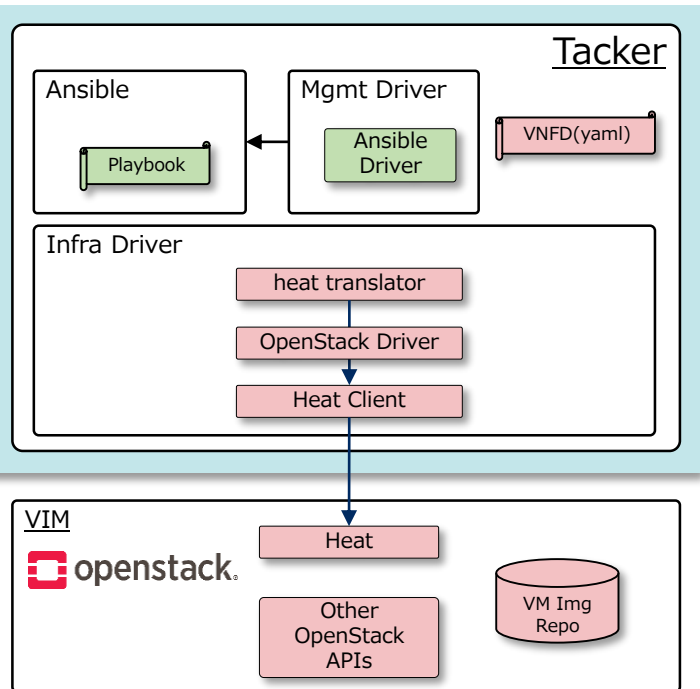 Tacker
Ansible
Mgmt Driver
VNFD(yaml)
Playbook
Ansible
Driver
Infra Driver
heat translator
OpenStack Driver
Heat Client
VIM
openstack.
Heat
Other
OpenStack
APIs
VM Img
Repo